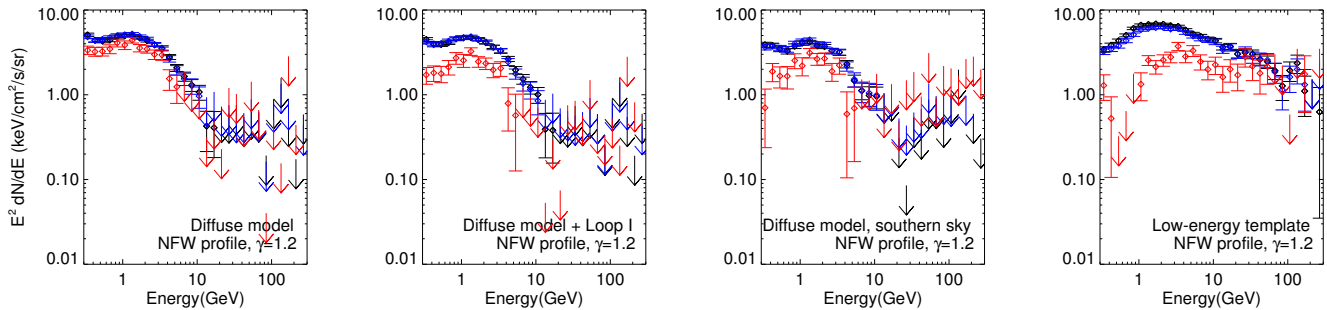 E² dN/dE (keV/cm²/s/sr)
10.00
1.00
0.10
0.01
1
10
100
Energy(GeV)
Diffuse model
NFW profile, γ=1.2
10.00
1.00
0.10
0.01
1
10
100
Energy(GeV)
Diffuse model + Loop I
NFW profile, γ=1.2
10.00
1.00
0.10
0.01
1
10
100
Energy(GeV)
Diffuse model, southern sky
NFW profile, γ=1.2
10.00
1.00
0.10
0.01
1
10
100
Energy(GeV)
Low-energy template
NFW profile, γ=1.2